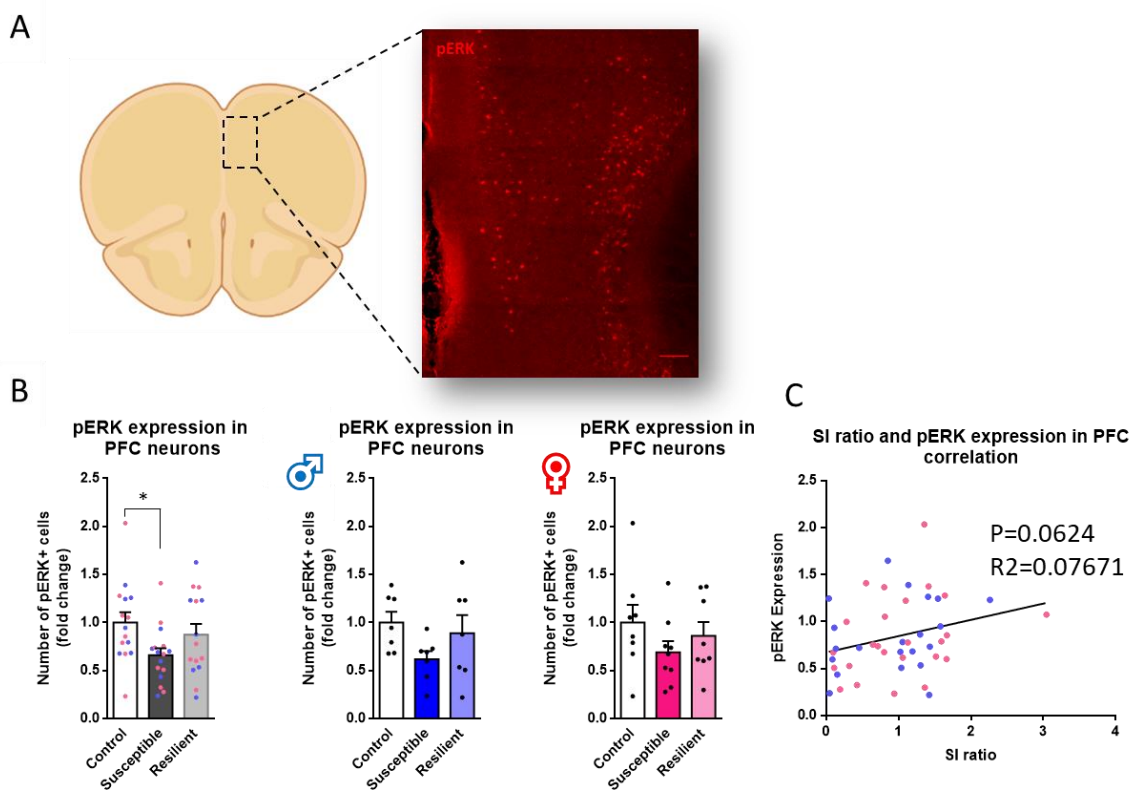 A
pERK
B
pERK expression in
PFC neurons
Number of pERK+ cells
(fold change)
2.5
2.0
1.5
1.0
0.5
0.0
*
Control
Susceptible
Resilient
pERK expression in
PFC neurons
Number of pERK+ cells
(fold change)
2.5
2.0
1.5
1.0
0.5
0.0
Control
Susceptible
Resilient
pERK expression in
PFC neurons
Number of pERK+ cells
(fold change)
2.5
2.0
1.5
1.0
0.5
0.0
Control
Susceptible
Resilient
C
SI ratio and pERK expression in PFC
correlation
pERK Expression
2.5
2.0
1.5
1.0
0.5
0.0
P=0.0624
R2=0.07671
0
1
2
3
4
SI ratio